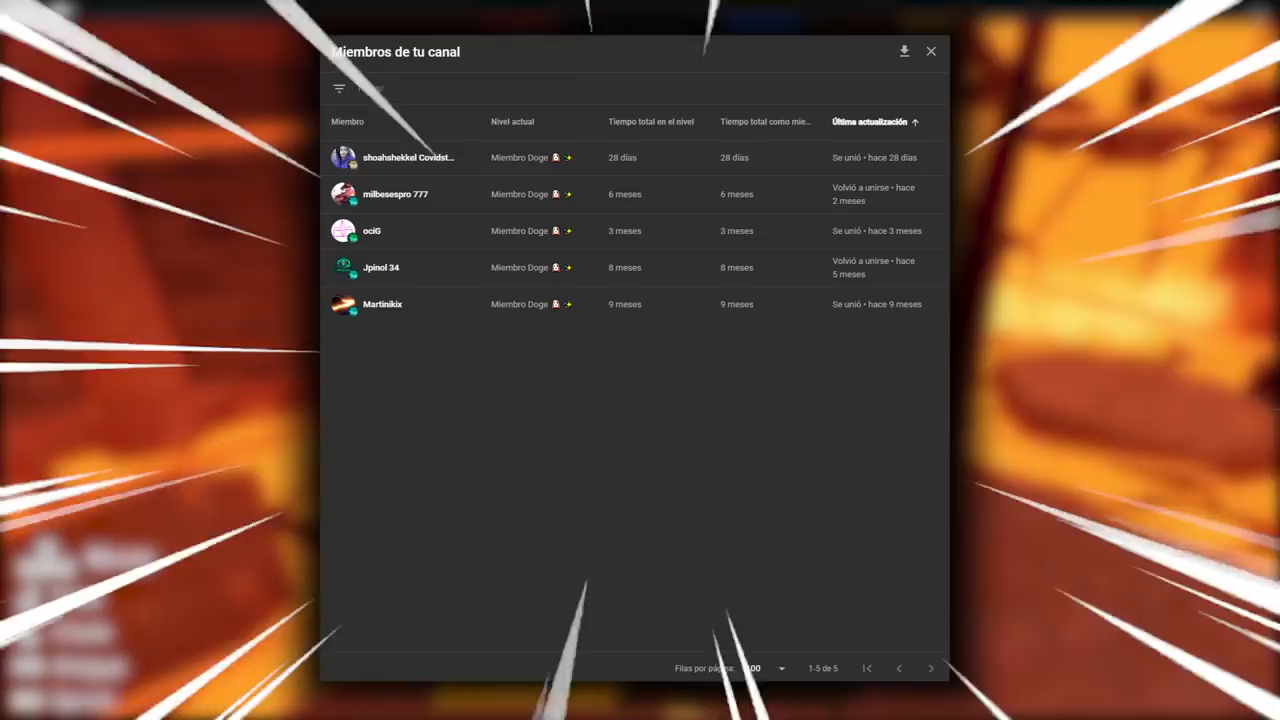 Miembros de tu canal
Miembro Nivel actual Tiempo total en el nivel Tiempo total como mie... Última actualización
shoahshekkel Covidst... Miembro Doge 28 días 28 días Se unió • hace 28 días
milbesespro 777 Miembro Doge 6 meses 6 meses Volvió a unirse • hace
2 meses
ociG Miembro Doge 3 meses 3 meses Se unió • hace 3 meses
Jpinol 34 Miembro Doge 8 meses 8 meses Volvió a unirse • hace
5 meses
Martinikix Miembro Doge 9 meses 9 meses Se unió • hace 9 meses
Filas por página: 1-5 de 5